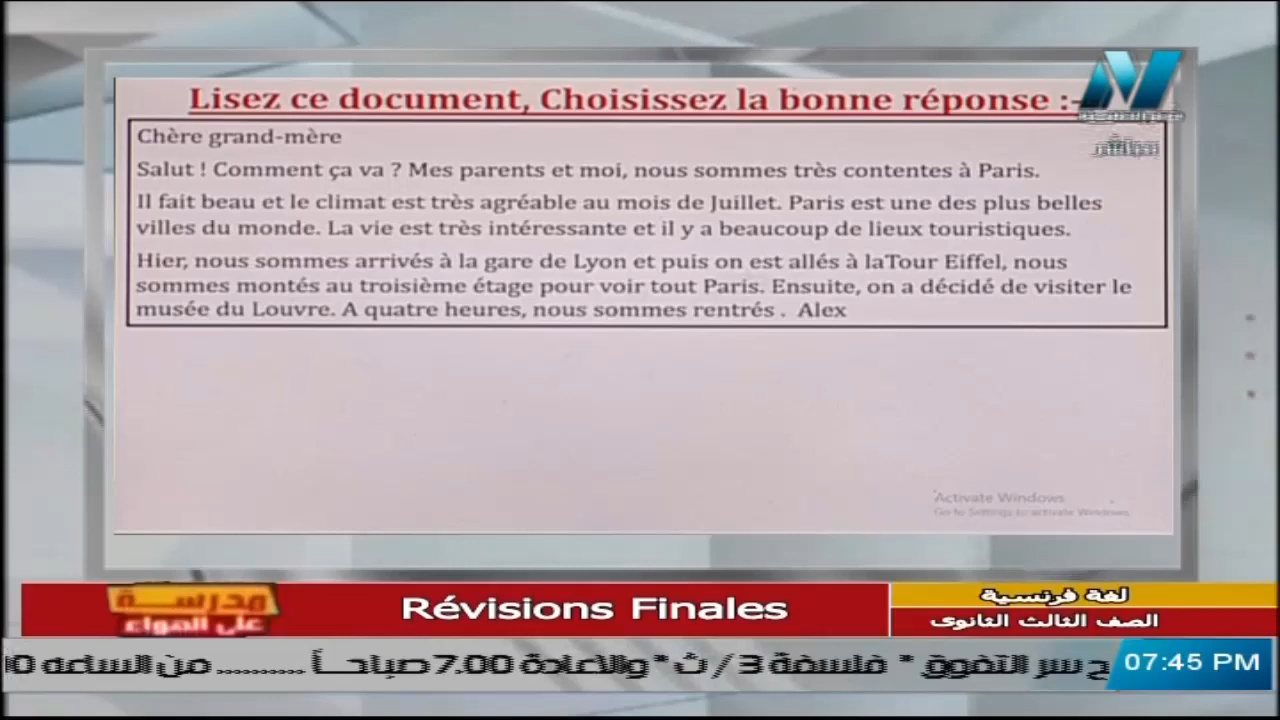 Lisez ce document, Choisissez la bonne réponse :-
Chère grand-mère
Salut ! Comment ça va ? Mes parents et moi, nous sommes très contentes à Paris.
Il fait beau et le climat est très agréable au mois de Juillet. Paris est une des plus belles
villes du monde. La vie est très intéressante et il y a beaucoup de lieux touristiques.
Hier, nous sommes arrivés à la gare de Lyon et puis on est allés à laTour Eiffel, nous
sommes montés au troisième étage pour voir tout Paris. Ensuite, on a décidé de visiter le
musée du Louvre. A quatre heures, nous sommes rentrés . Alex
Activate Windows
Go to Settings to activate Windows.
مدرسة
على الهواء
Révisions Finales
لغة فرنسية
الصف الثالث الثانوى
ح سر التفوق " فلسفة 3/ث" والاعادة 7.00 صباحـاً .......... من الساعه
07:45 PM